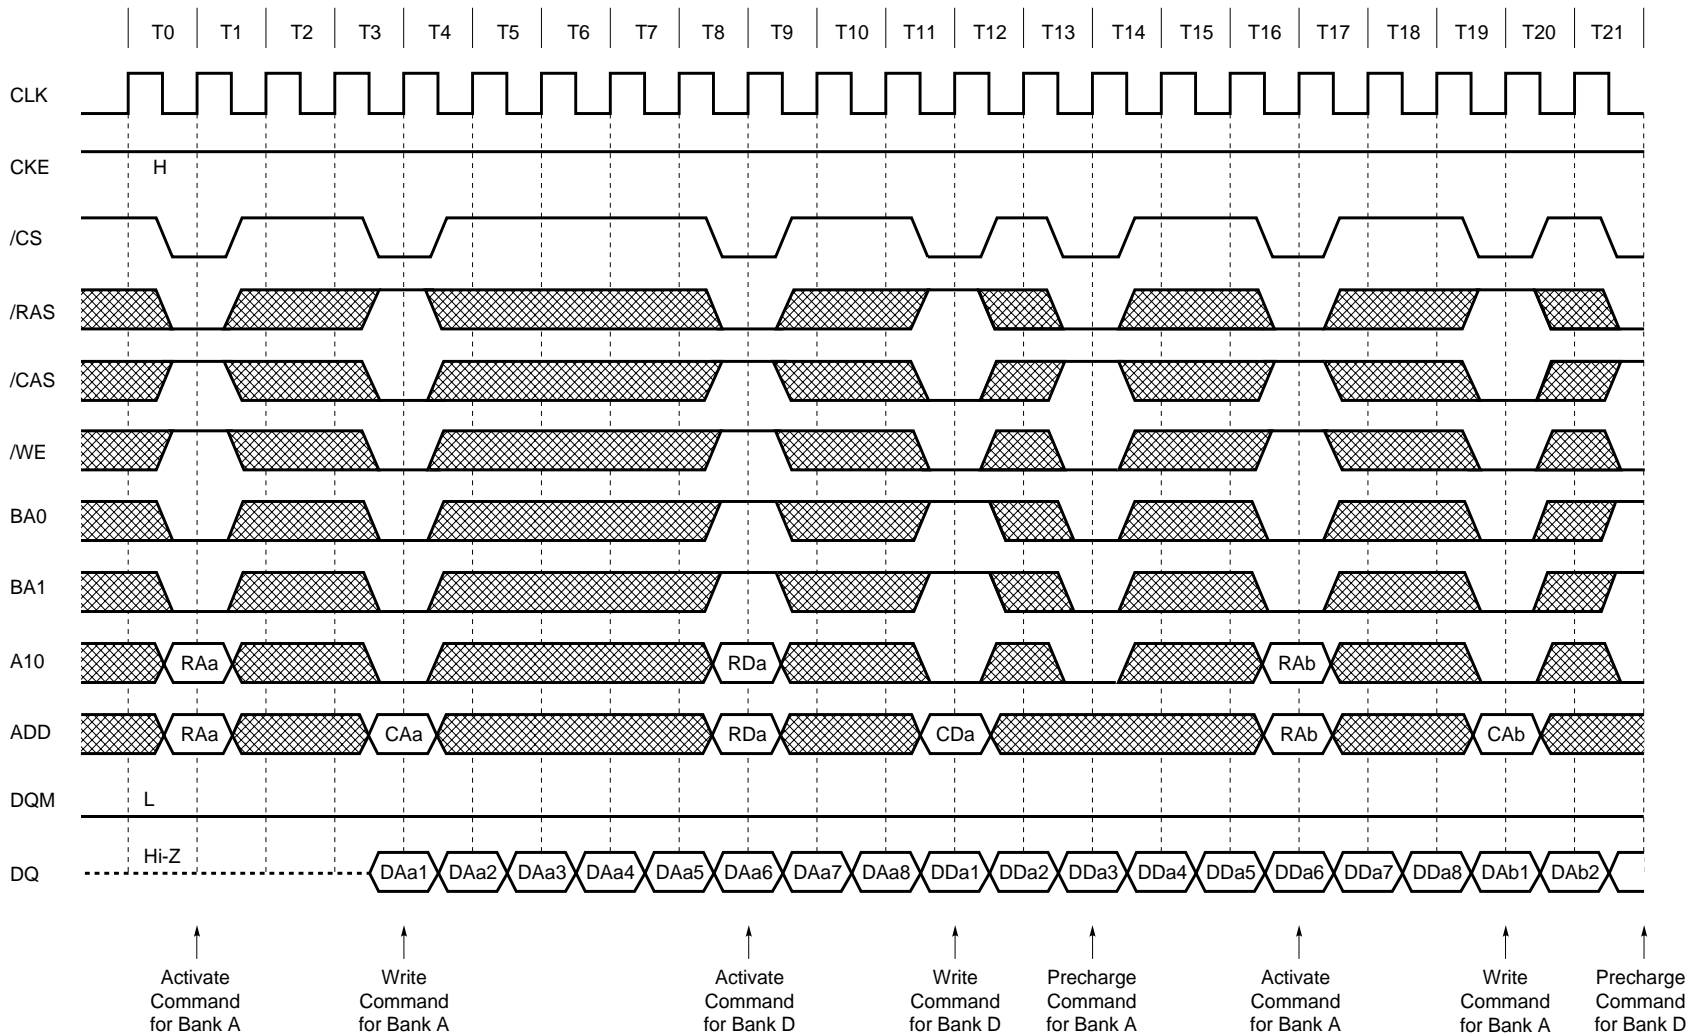 T0 T1 T2 T3 T4 T5 T6 T7 T8 T9 T10 T11 T12 T13 T14 T15 T16 T17 T18 T19 T20 T21
CLK
CKE H
/CS
/RAS
/CAS
/WE
BA0
BA1
A10 RAa RDa RAb
ADD RAa CAa RDa CDa RAb CAb
DQM L
DQ Hi-Z DAa1 DAa2 DAa3 DAa4 DAa5 DAa6 DAa7 DAa8 DDa1 DDa2 DDa3 DDa4 DDa5 DDa6 DDa7 DDa8 DAb1 DAb2
Activate
Command
for Bank A
Write
Command
for Bank A
Activate
Command
for Bank D
Write
Command
for Bank D
Precharge
Command
for Bank A
Activate
Command
for Bank A
Write
Command
for Bank A
Precharge
Command
for Bank D